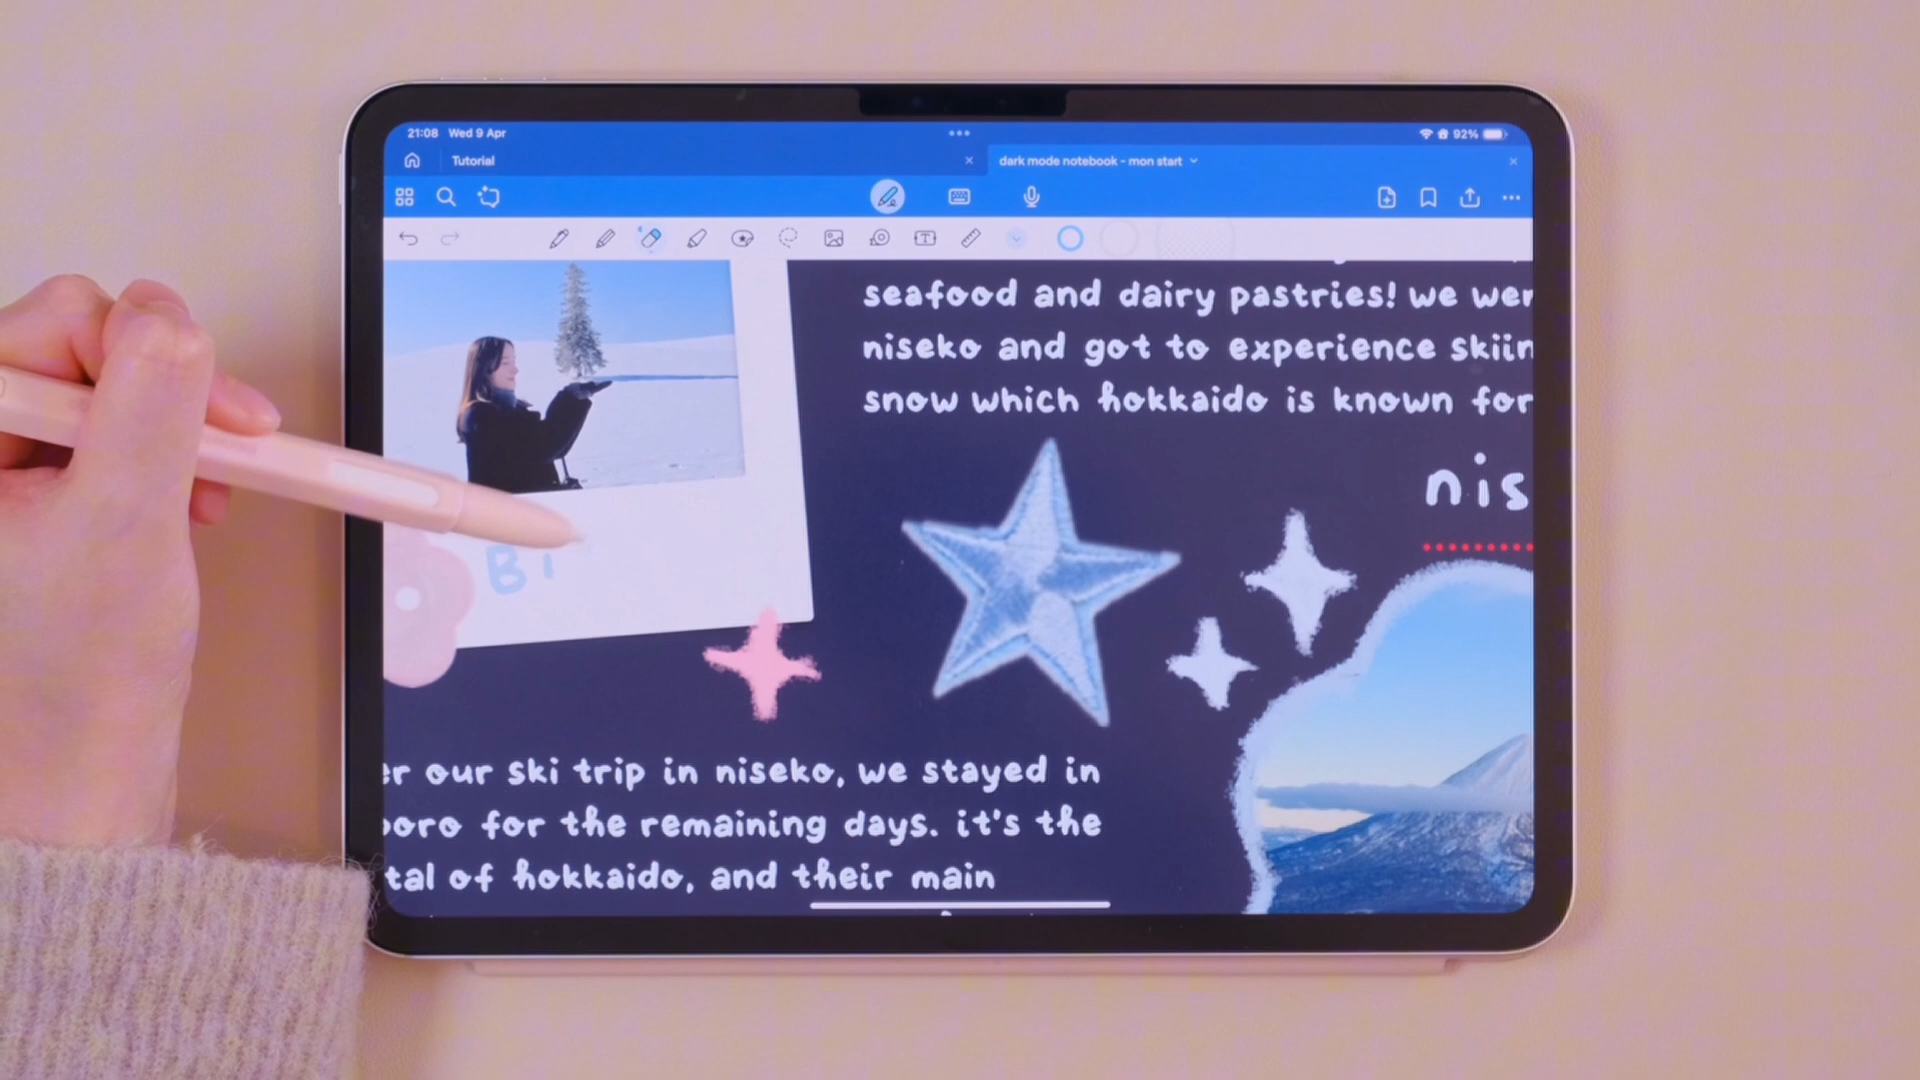 21:08 Wed 9 Apr
92%
Tutorial
dark mode notebook - mon start
seafood and dairy pastries! we wer
niseko and got to experience skiin
snow which hokkaido is known for
nis
Bi
er our ski trip in niseko, we stayed in
poro for the remaining days. it's the
tal of hokkaido, and their main